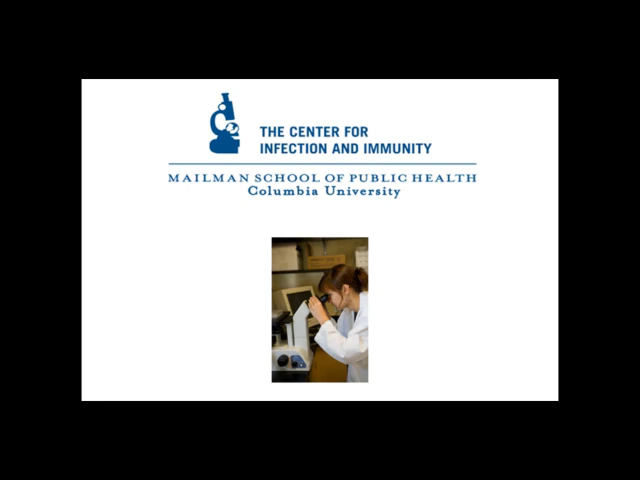 THE CENTER FOR
INFECTION AND IMMUNITY
MAILMAN SCHOOL OF PUBLIC HEALTH
Columbia University